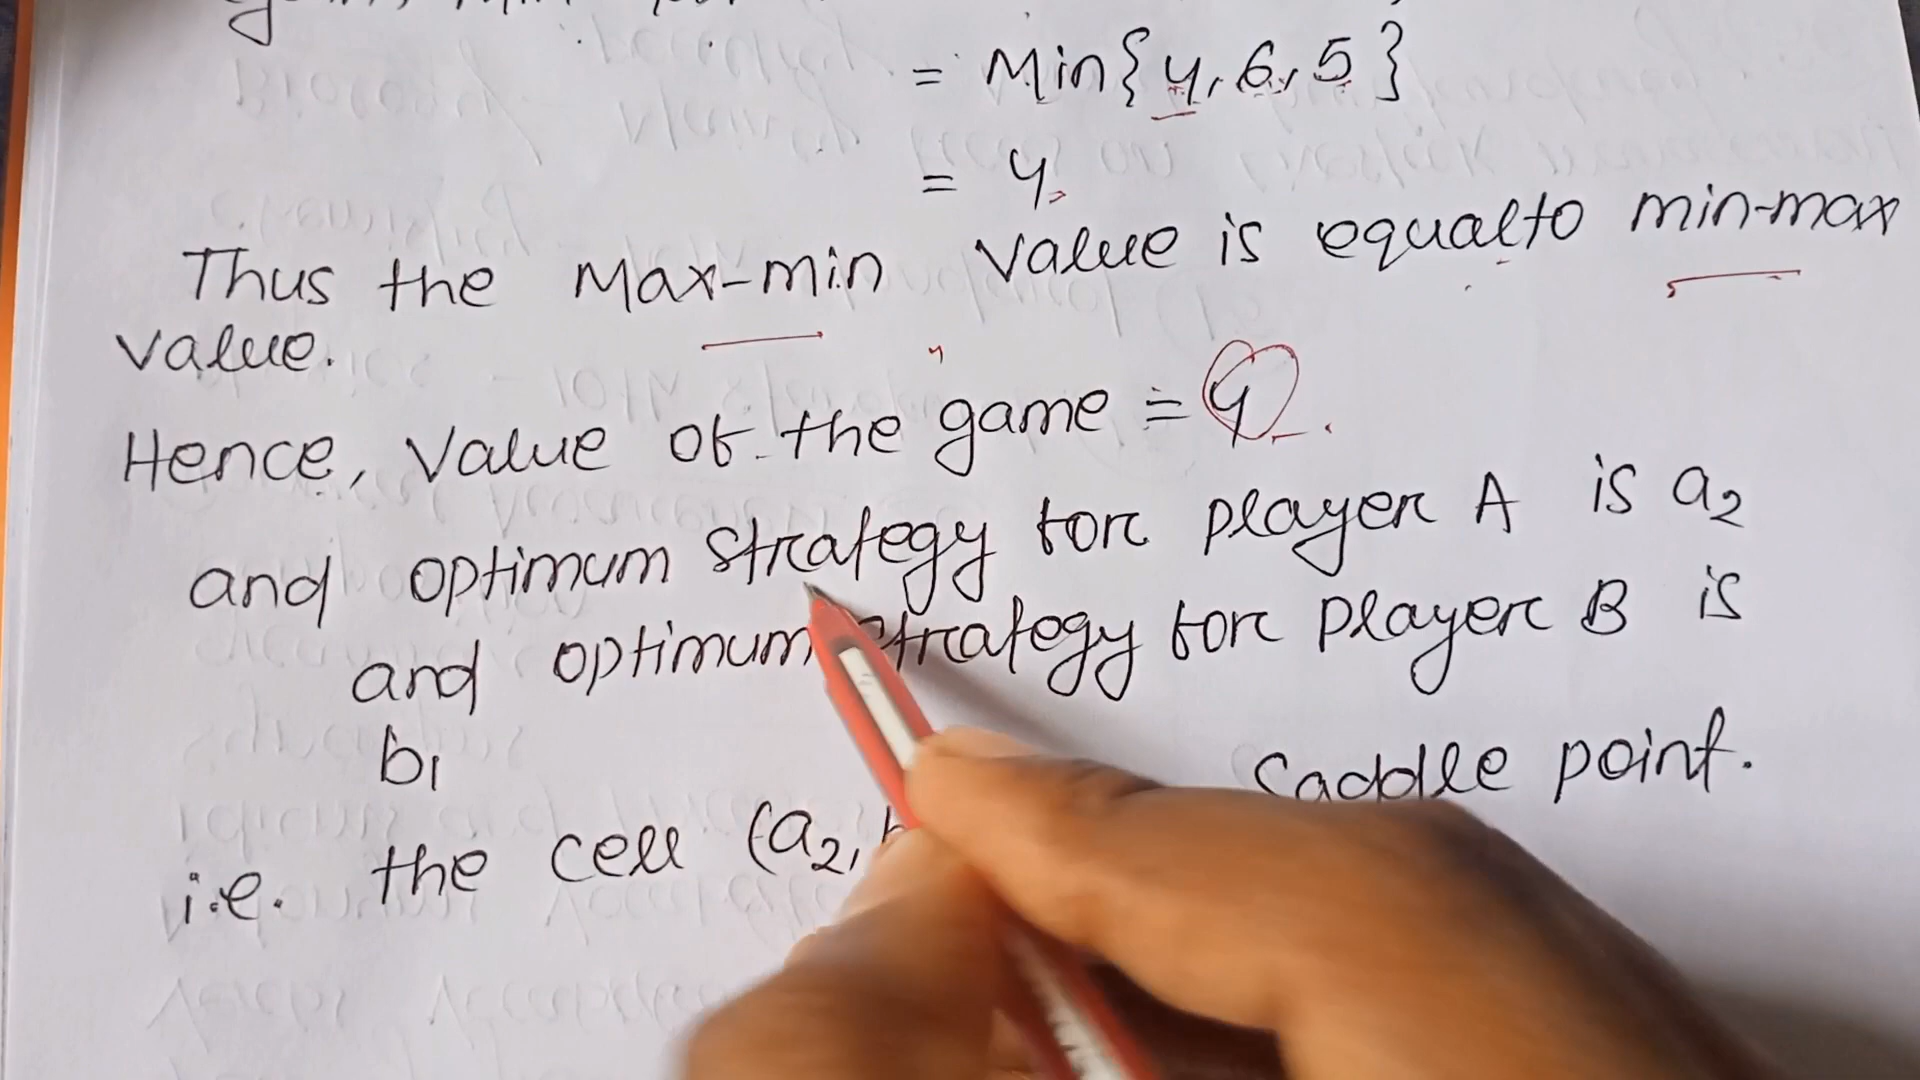 = Min{4, 6, 5}
= 4
Thus the Max-min value is equal to min-max
value.
Hence, Value of the game = 4.
and optimum strategy for player A is a2
and optimum strategy for player B is
b1
i.e. the cell (a2, Saddle point.